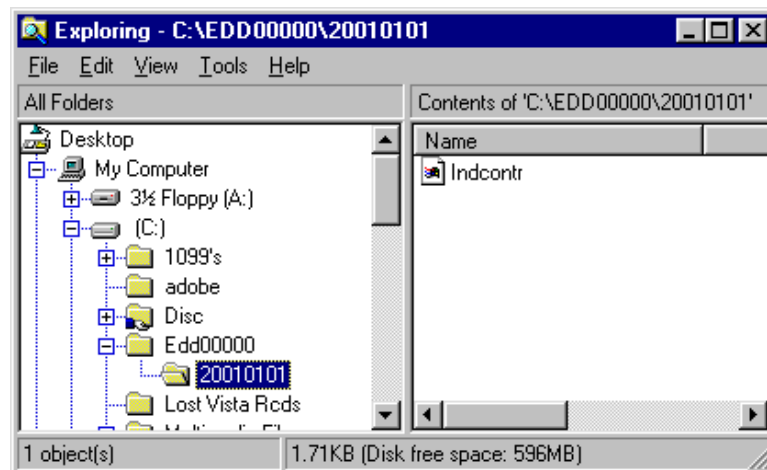 Exploring - C:\EDD00000\20010101
File Edit View Tools Help
All Folders
Contents of 'C:\EDD00000\20010101'
Desktop
Name
My Computer
Indcontr
3½ Floppy (A:)
(C:)
1099's
adobe
Disc
Edd00000
20010101
Lost Vista Rcds
1 object(s)
1.71KB (Disk free space: 596MB)